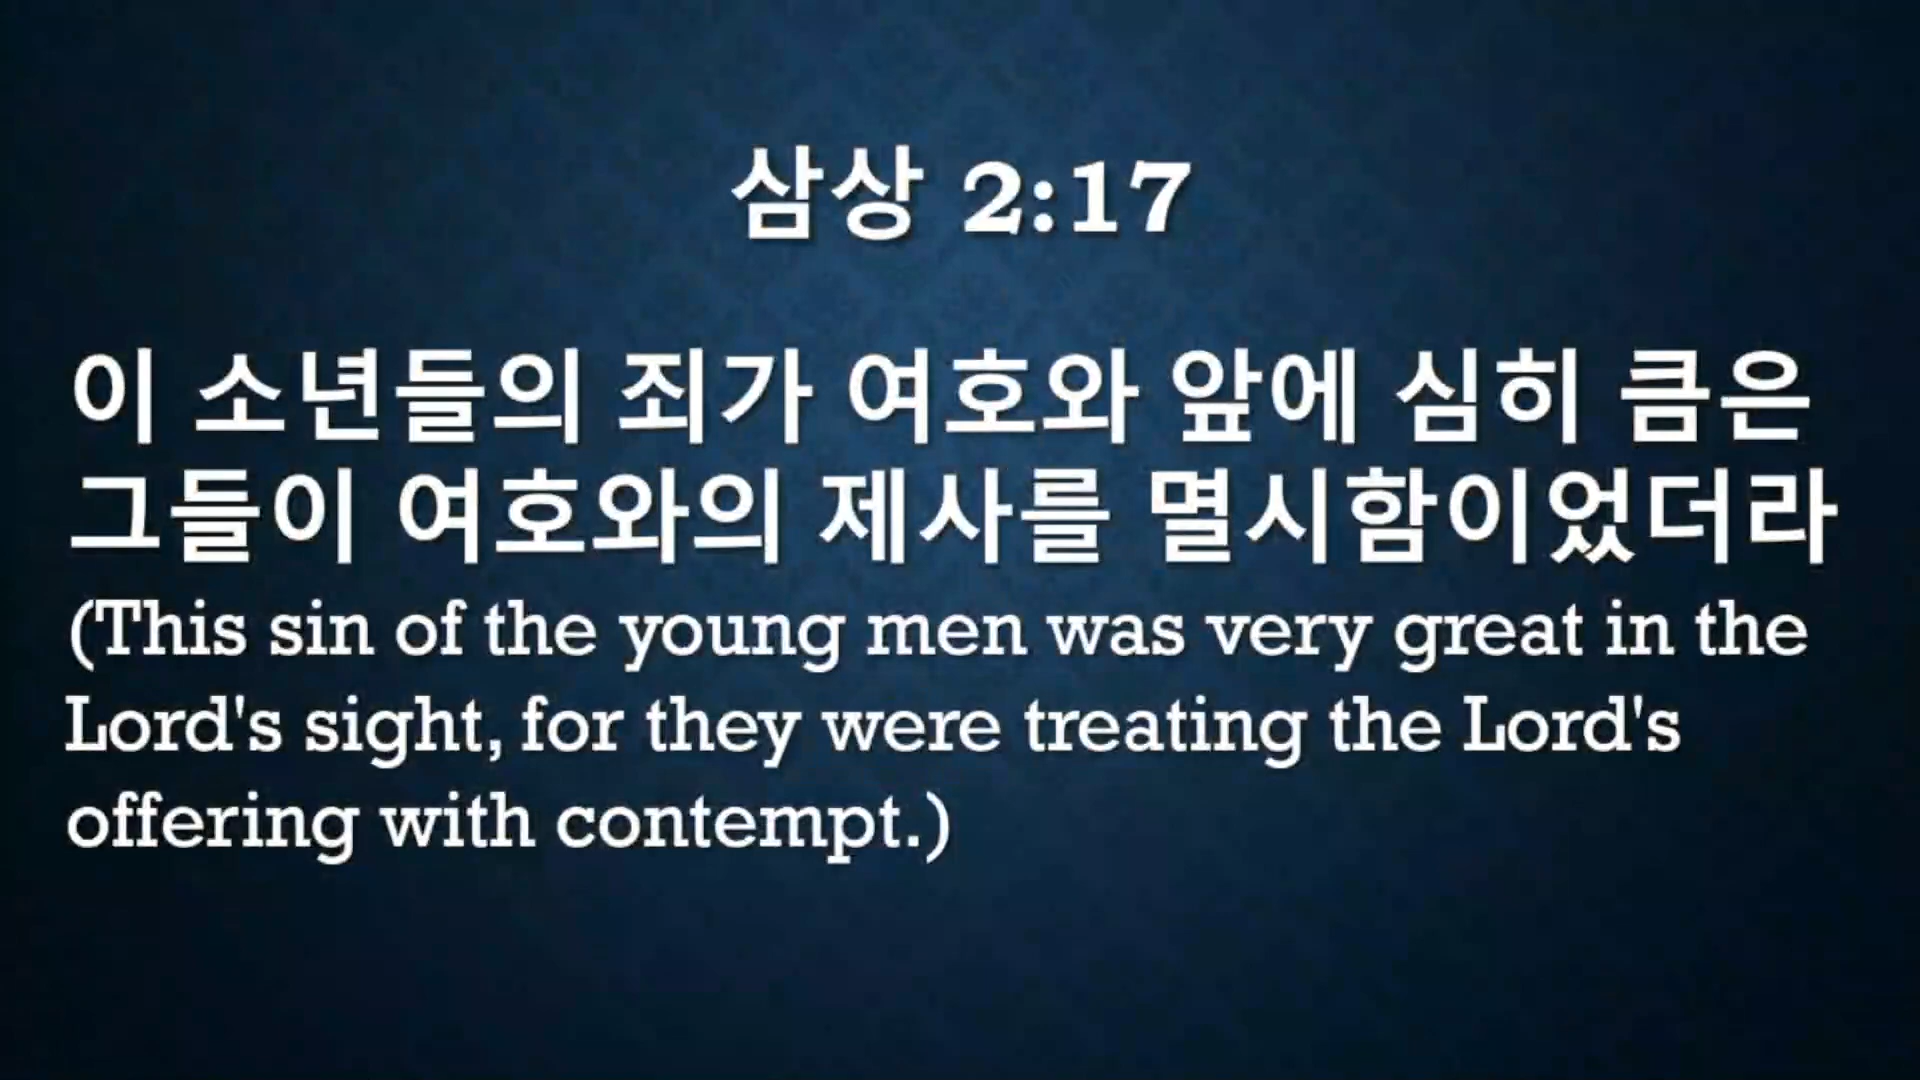 삼상 2:17
이 소년들의 죄가 여호와 앞에 심히 큼은
그들이 여호와의 제사를 멸시함이었더라
(This sin of the young men was very great in the
Lord's sight, for they were treating the Lord's
offering with contempt.)